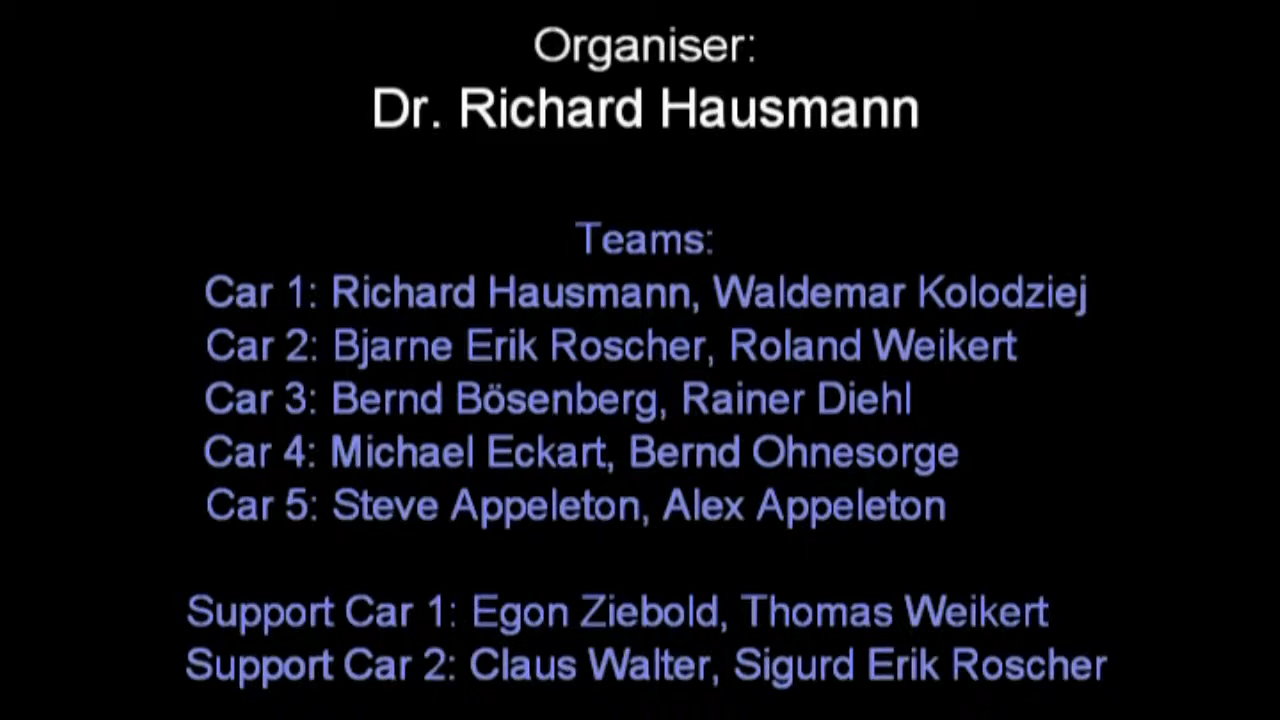 Organiser:
Dr. Richard Hausmann
Teams:
Car 1: Richard Hausmann, Waldemar Kolodziej
Car 2: Bjarne Erik Roscher, Roland Weikert
Car 3: Bernd Bösenberg, Rainer Diehl
Car 4: Michael Eckart, Bernd Ohnesorge
Car 5: Steve Appeleton, Alex Appeleton
Support Car 1: Egon Ziebold, Thomas Weikert
Support Car 2: Claus Walter, Sigurd Erik Roscher